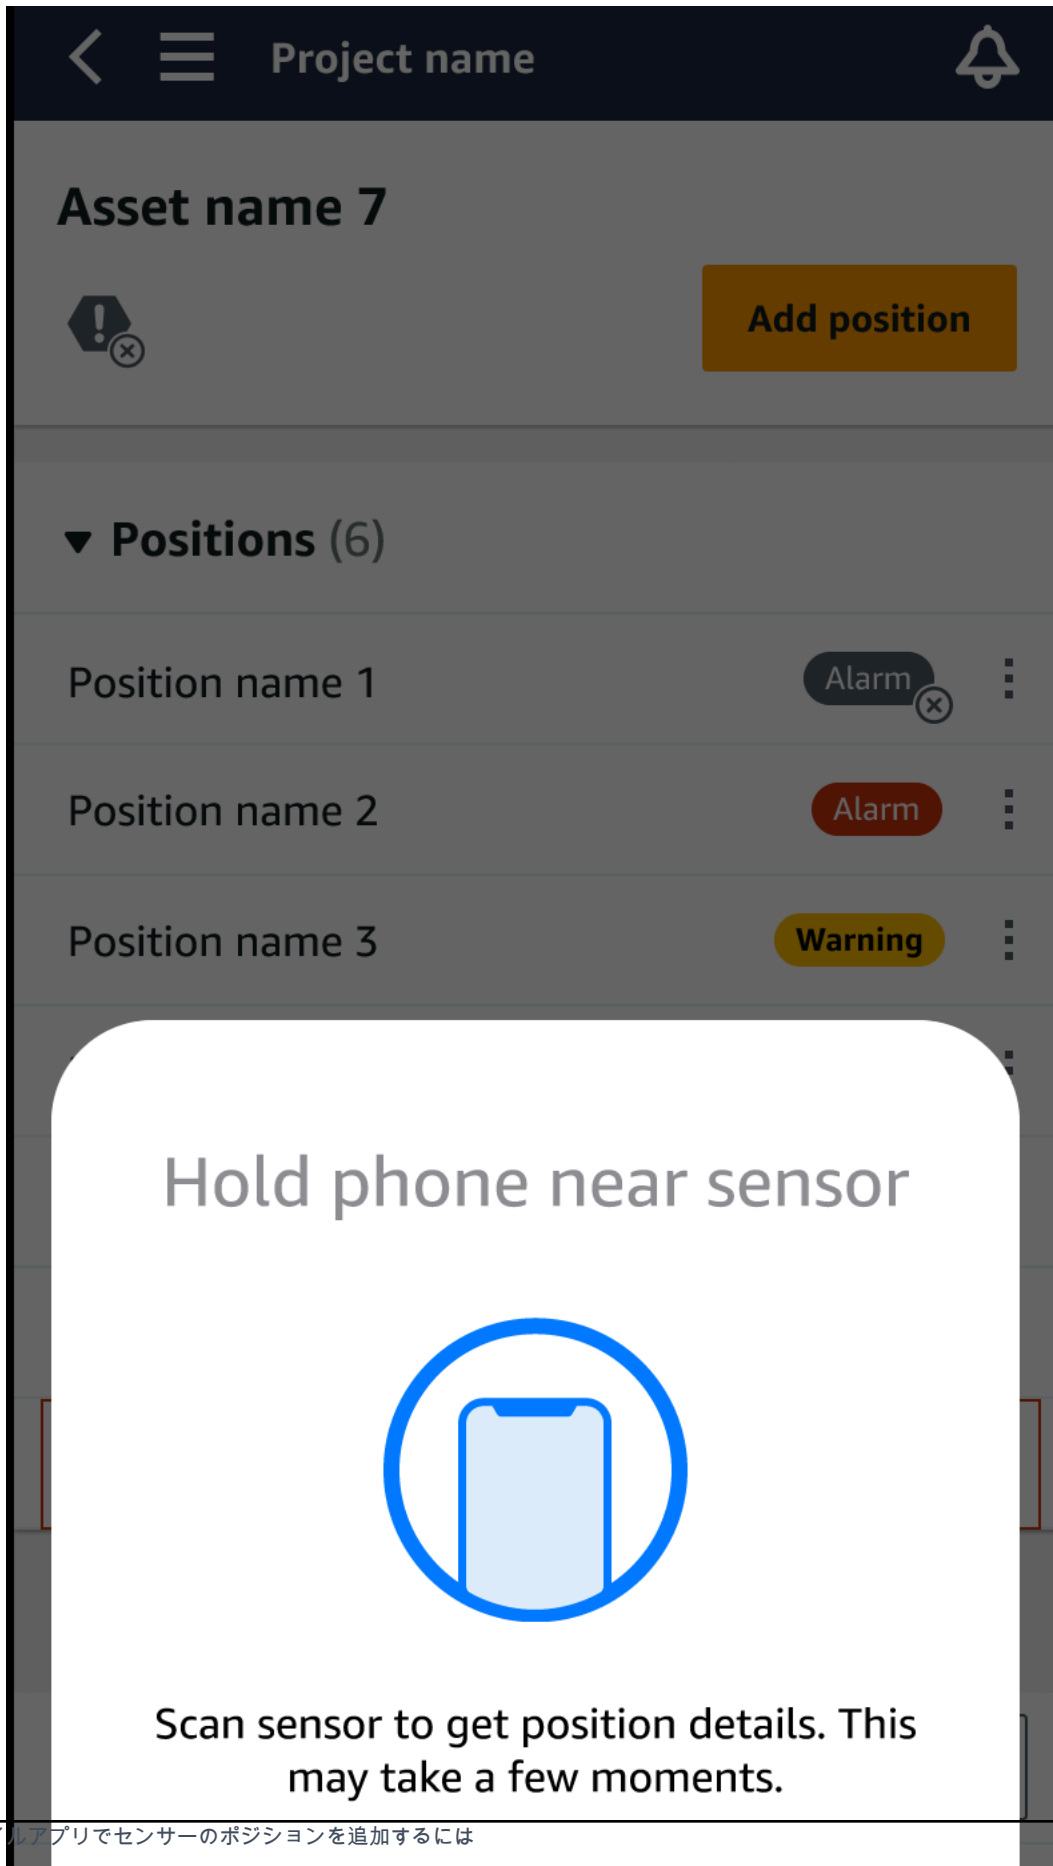 Project name
Asset name 7
Add position
Positions (6)
Position name 1
Alarm
Position name 2
Alarm
Position name 3
Warning
Hold phone near sensor
Scan sensor to get position details. This
may take a few moments.
ルアプリでセンサーのポジションを追加するには